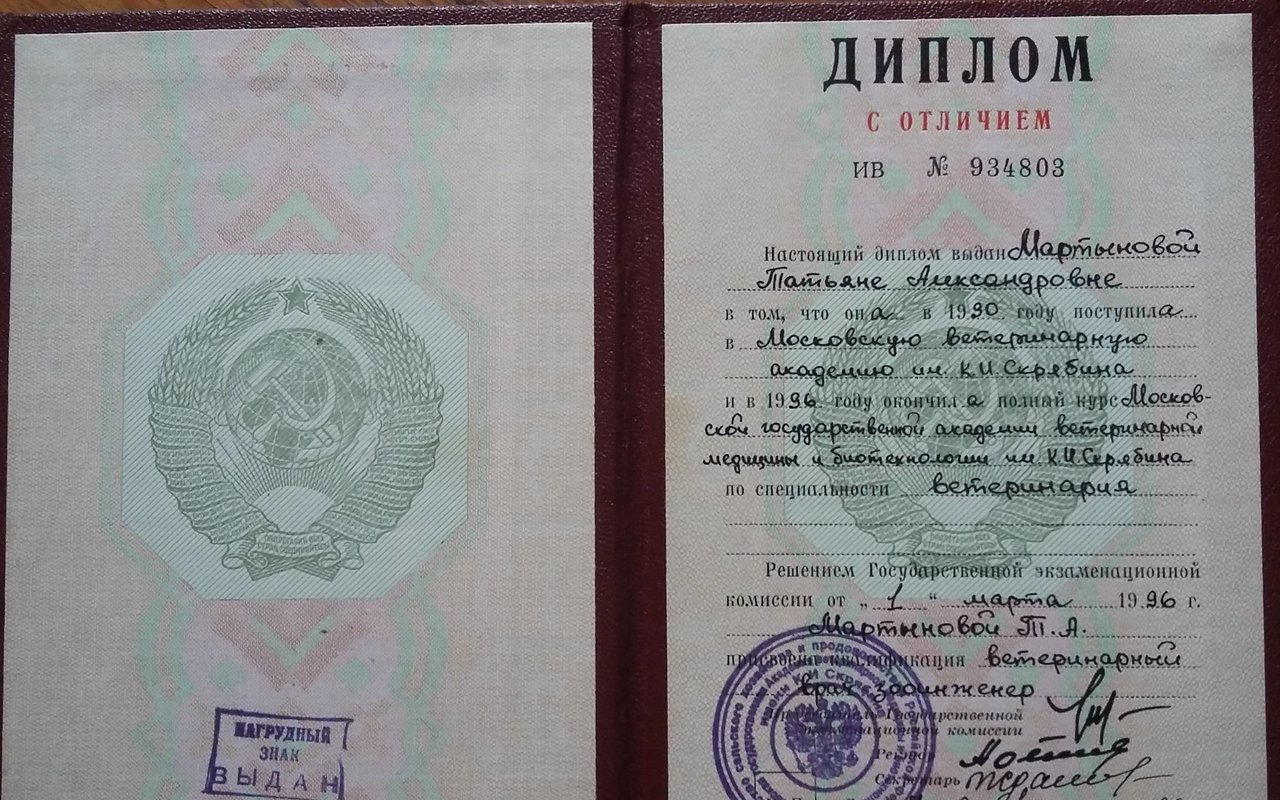 НАГРУДНЫЙ
ЗНАК
ВЫДАН
ДИПЛОМ
С ОТЛИЧИЕМ
ИВ № 934803
Настоящий диплом выдан Мартыновой
Татьяне Александровне
в том, что она в 1990 году поступила
в Московскую ветеринарную
академию им. К.И. Скрябина
и в 1996 году окончила полный курс Москов-
ской государственной академии ветеринарной
медицины и биотехнологии им. К.И. Скрябина
по специальности ветеринария
Решением Государственной экзаменационной
комиссии от „1“ марта 1996 г.
Мартыновой Т.А.
присвоена квалификация ветеринарный
врач зооинженер
Председатель Государственной
экзаменационной комиссии
Ректор
Секретарь